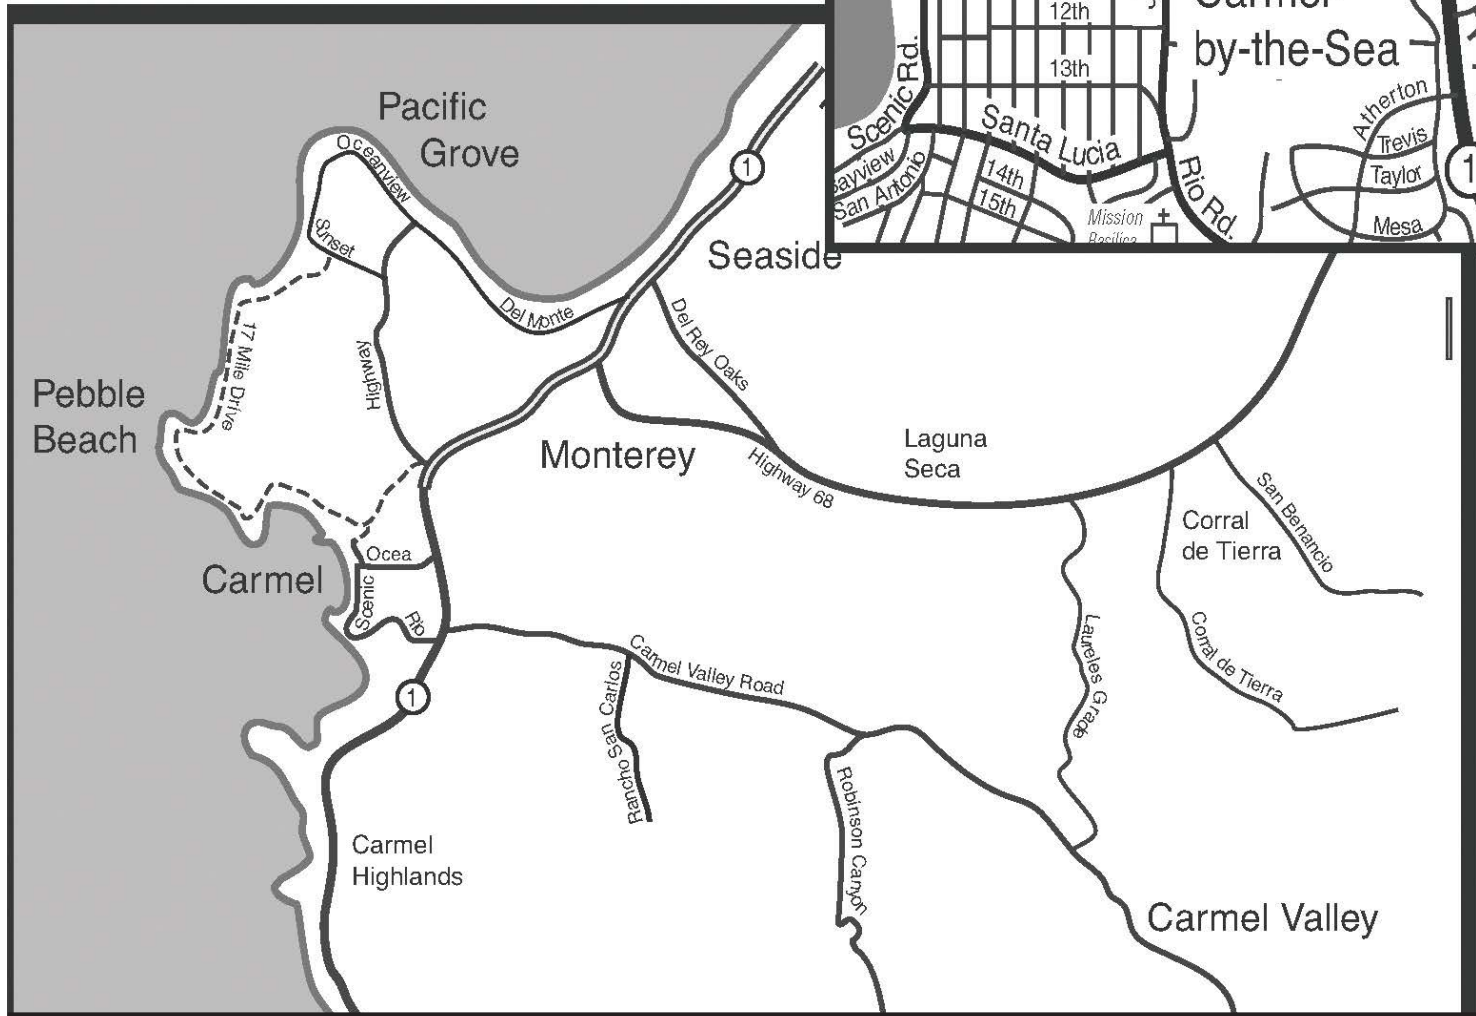 12th
Carmel
by-the-Sea
13th
Scenic Rd.
Santa Lucia
Atherton
Trevis
Taylor
Mesa
1
San Antonio
14th
15th
Rio Rd.
Mission
Basilica
Pacific
Grove
Oceanview
Sunset
1
Seaside
Del Monte
Del Rey Oaks
17 Mile Drive
Highway
Pebble
Beach
Monterey
Laguna
Seca
Highway 68
San Benancio
Corral
de Tierra
Ocea
Carmel
Scenic
Rio
Carmel Valley Road
Laureles Grade
Corral de Tierra
1
Rancho San Carlos
Robinson Canyon
Carmel
Highlands
Carmel Valley